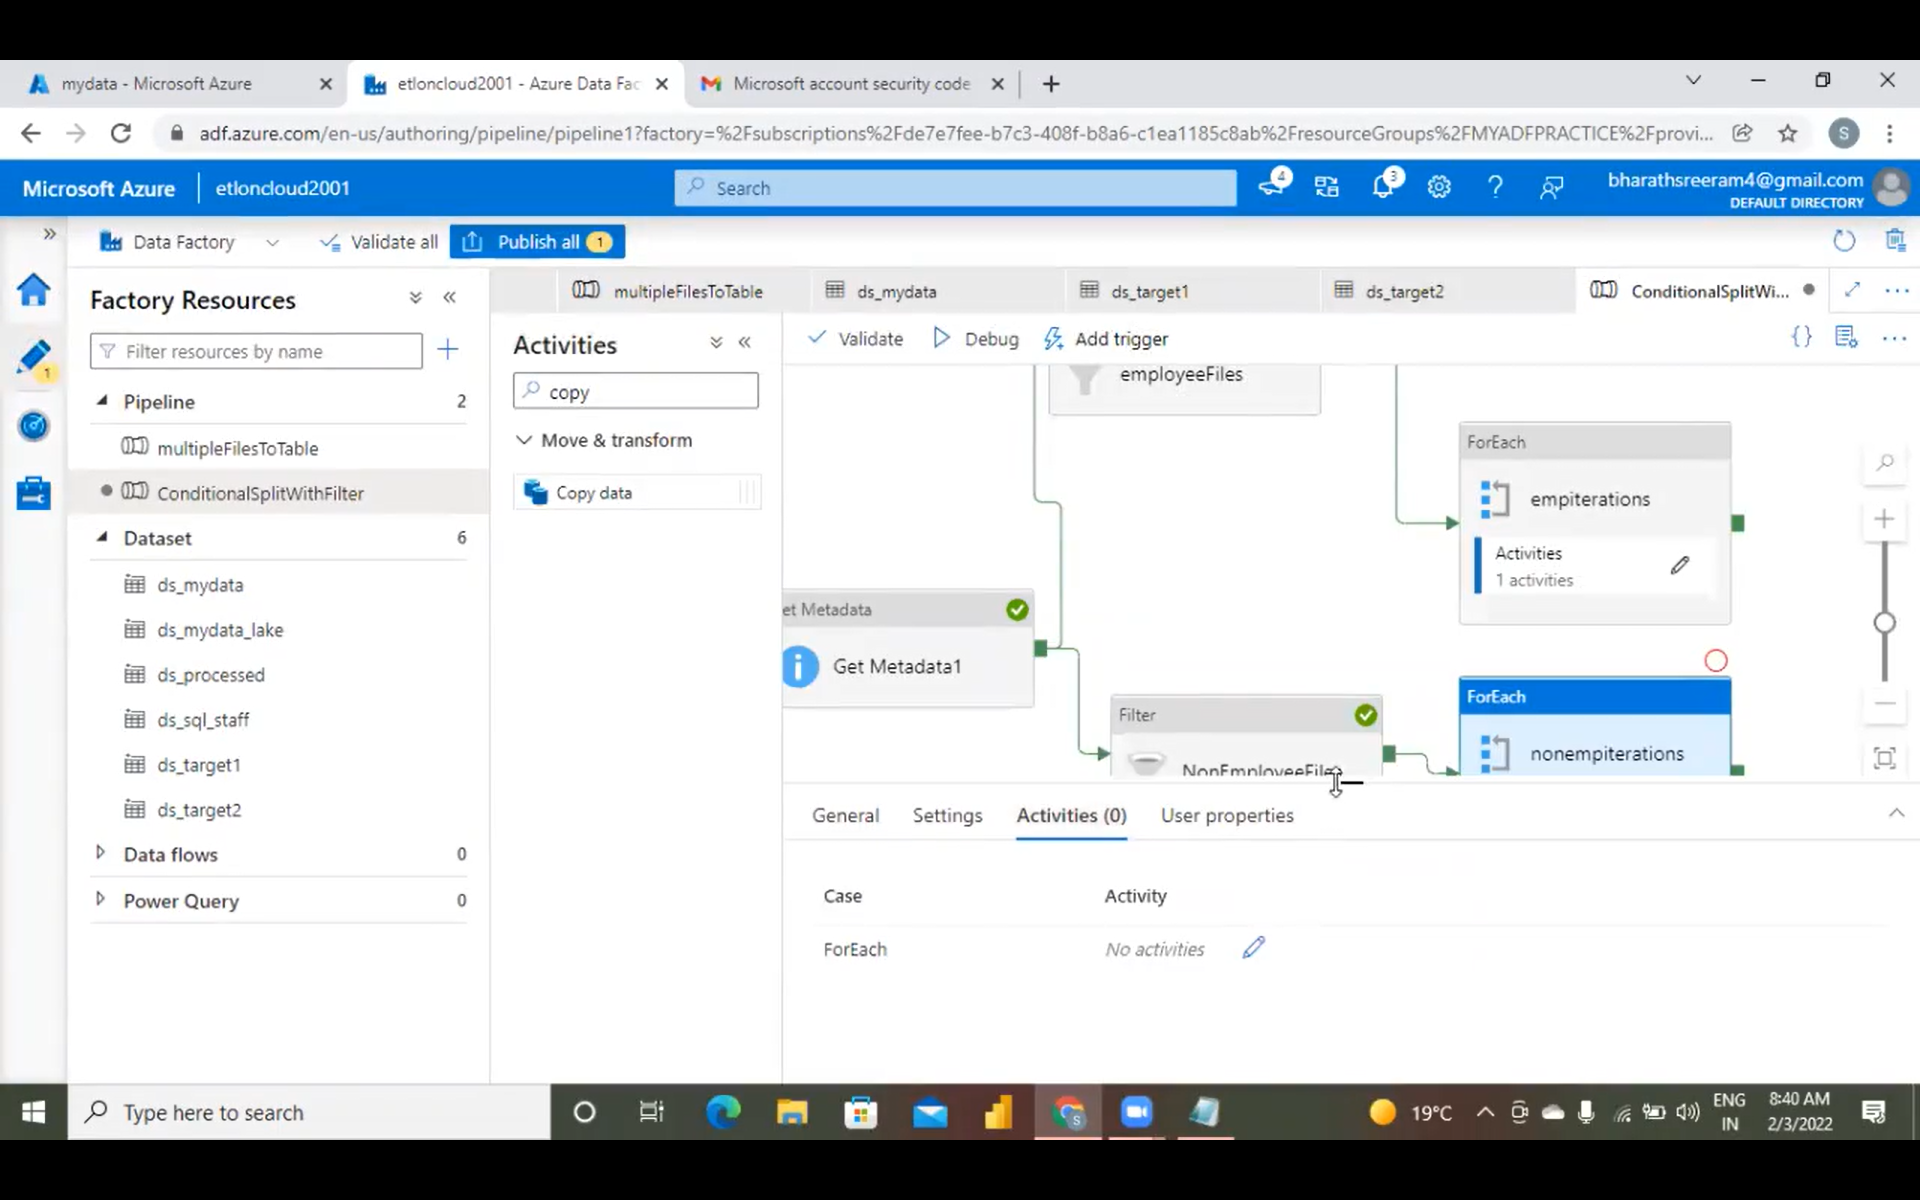 mydata - Microsoft Azure
etloncloud2001 - Azure Data Fac
Microsoft account security code
adf.azure.com/en-us/authoring/pipeline/pipeline1?factory=%2Fsubscriptions%2Fde7e7fee-b7c3-408f-b8a6-c1ea1185c8ab%2FresourceGroups%2FMYADFPRACTICE%2Fprovi...
S
Microsoft Azure
etloncloud2001
Search
4
3
bharathsreeram4@gmail.com
DEFAULT DIRECTORY
Data Factory
Validate all
Publish all 1
Factory Resources
Filter resources by name
1
Pipeline 2
multipleFilesToTable
ConditionalSplitWithFilter
Dataset 6
ds_mydata
ds_mydata_lake
ds_processed
ds_sql_staff
ds_target1
ds_target2
Data flows 0
Power Query 0
multipleFilesToTable
ds_mydata
ds_target1
ds_target2
ConditionalSplitWi...
Activities
copy
Move & transform
Copy data
Validate
Debug
Add trigger
employeeFiles
ForEach
empiterations
Activities
1 activities
et Metadata
Get Metadata1
Filter
NonEmployeeFile
ForEach
nonempiterations
General
Settings
Activities (0)
User properties
Case
Activity
ForEach
No activities
Type here to search
19°C
ENG
IN
8:40 AM
2/3/2022